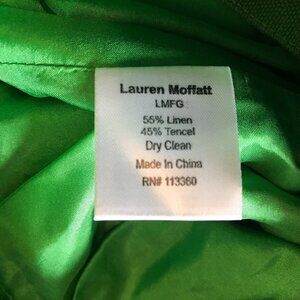 Lauren Moffatt
LMFG
55% Linen
45% Tencel
Dry Clean
Made In China
RN# 113360